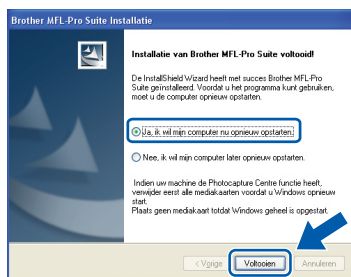 Brother MFL-Pro Suite Installatie
Installatie van Brother MFL-Pro Suite voltooid!
De InstallShield Wizard heeft met succes Brother MFL-Pro
Suite geïnstalleerd. Voordat u het programma kunt gebruiken,
moet u de computer opnieuw opstarten.
Ja, ik wil mijn computer nu opnieuw opstarten.
Nee, ik wil mijn computer later opnieuw opstarten.
Indien uw machine de Photocapture Centre functie heeft,
verwijder eerst alle mediakaarten voordat u Windows opnieuw
start.
Plaats geen mediakaart totdat Windows geheel is opgestart.
< Vorige
Voltooien
Annuleren